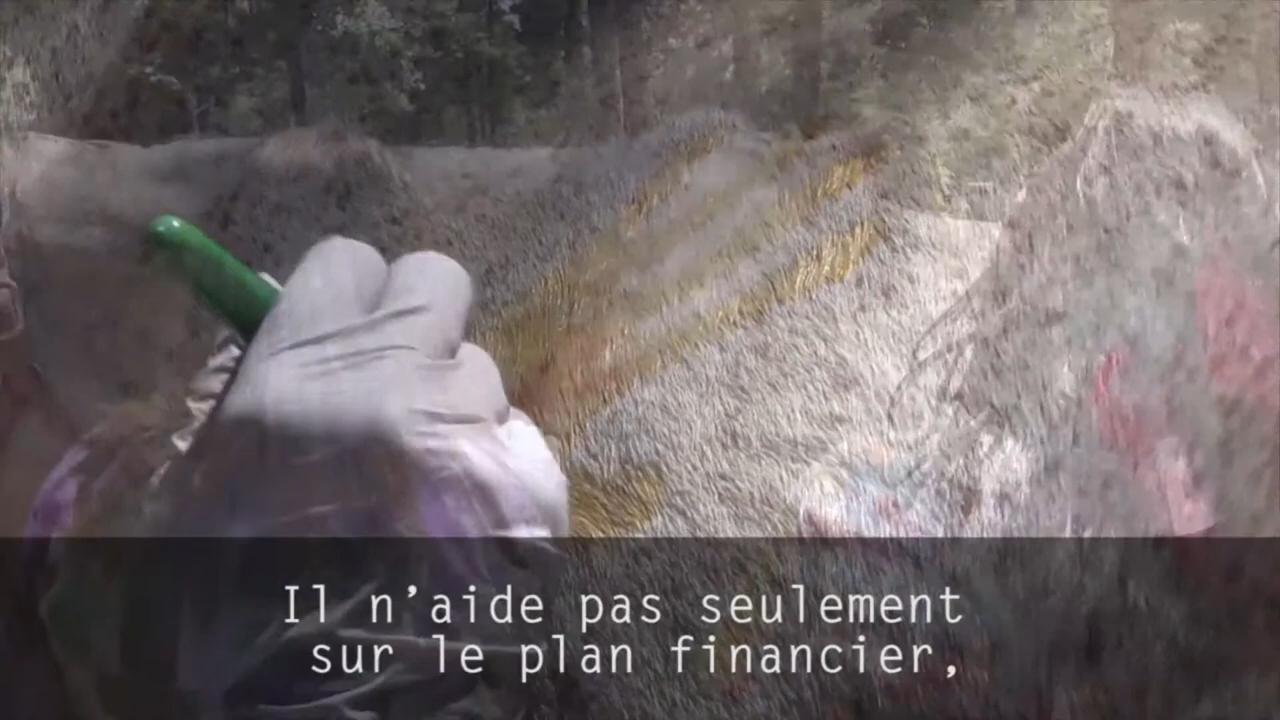 Il n’aide pas seulement
sur le plan financier,